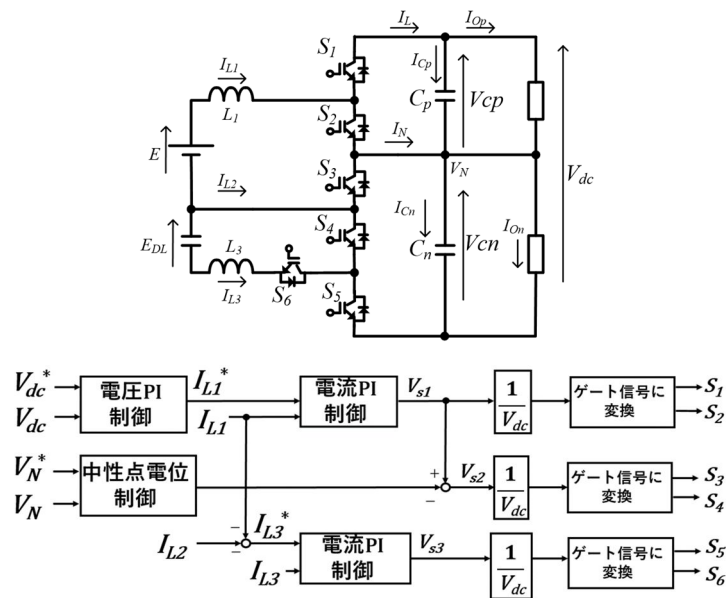 I_L I_Op
S_1
I_L1 I_Cp
L_1 C_p Vcp
S_2
I_N
E V_N V_dc
S_3
I_L2
I_Cn I_On
S_4
E_DL L_3 C_n Vcn
I_L3 S_6 S_5
V_dc^* 電圧PI制御 I_L1^* 電流PI制御 V_s1 1/V_dc ゲート信号に変換 S_1
V_dc I_L1 S_2
V_N^* 中性点電位制御 + − V_s2 1/V_dc ゲート信号に変換 S_3
V_N S_4
I_L2 − − I_L3^* 電流PI制御 V_s3 1/V_dc ゲート信号に変換 S_5
I_L3 S_6